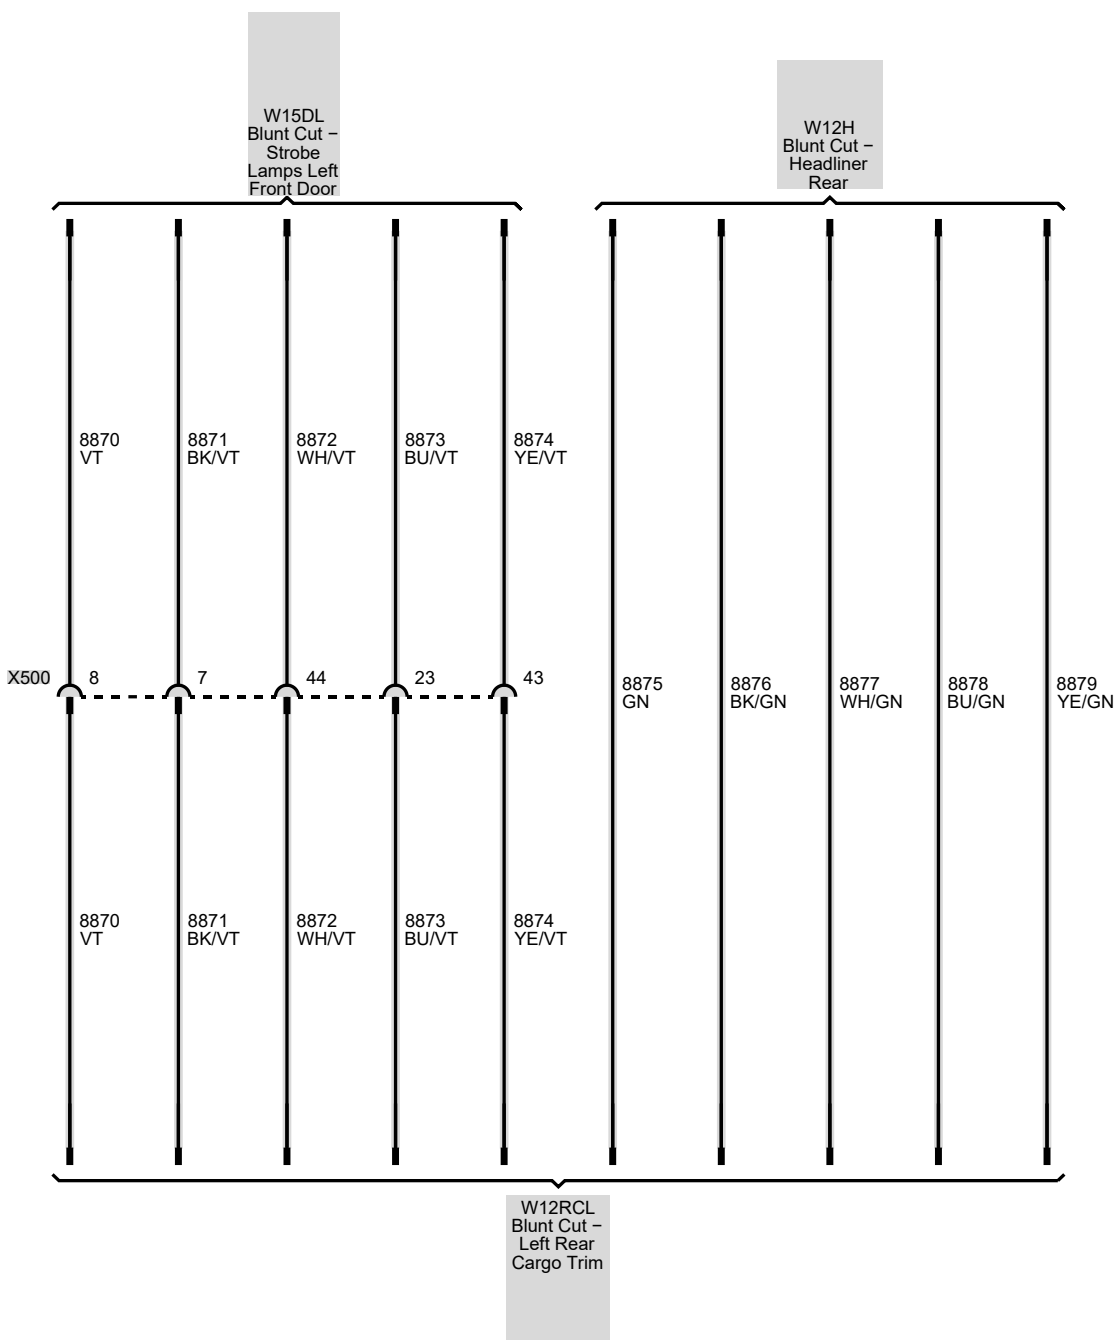 W15DL
Blunt Cut −
Strobe
Lamps Left
Front Door
W12H
Blunt Cut −
Headliner
Rear
8870
VT
8871
BK/VT
8872
WH/VT
8873
BU/VT
8874
YE/VT
X500
8
7
44
23
43
8875
GN
8876
BK/GN
8877
WH/GN
8878
BU/GN
8879
YE/GN
8870
VT
8871
BK/VT
8872
WH/VT
8873
BU/VT
8874
YE/VT
W12RCL
Blunt Cut −
Left Rear
Cargo Trim